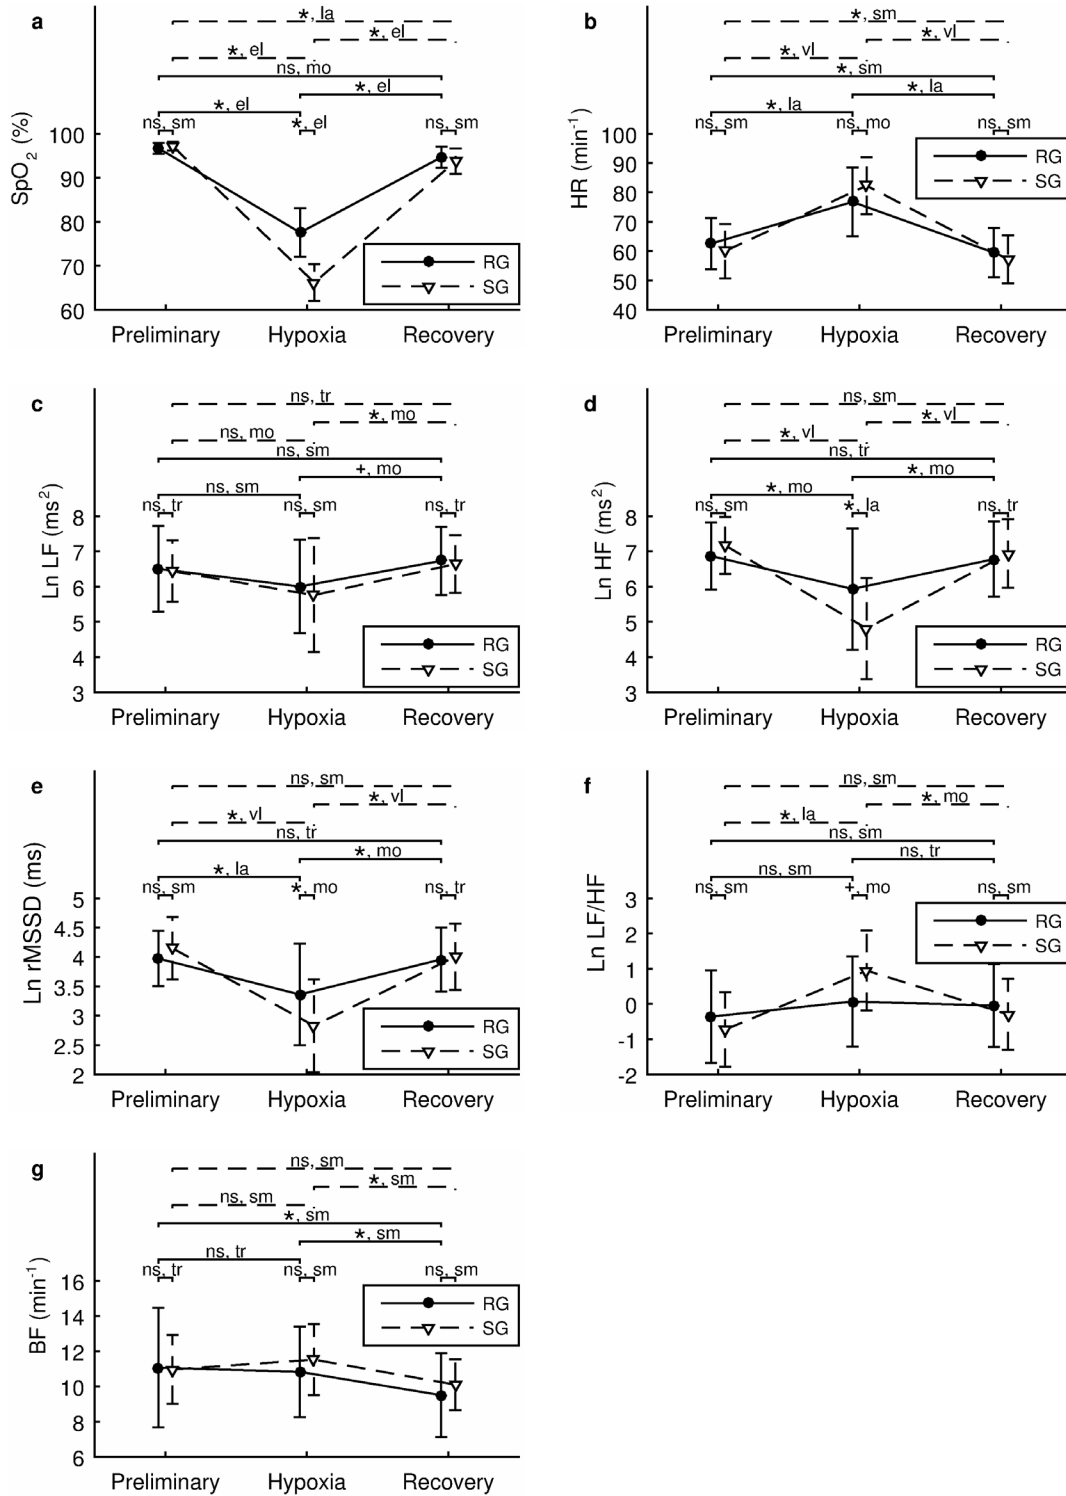 a
*, la
*, el
*, el
ns, mo
*, el
*, el
ns, sm
*, el
ns, sm
SpO2 (%)
100
90
80
70
60
RG
SG
Preliminary
Hypoxia
Recovery
b
*, sm
*, vl
*, vl
*, sm
*, la
*, la
ns, sm
ns, mo
ns, sm
HR (min-1)
100
90
80
70
60
50
40
RG
SG
Preliminary
Hypoxia
Recovery
c
ns, tr
*, mo
ns, mo
ns, sm
+, mo
ns, sm
ns, tr
ns, sm
ns, tr
Ln LF (ms2)
8
7
6
5
4
3
RG
SG
Preliminary
Hypoxia
Recovery
d
ns, sm
*, vl
*, vl
ns, tr
*, mo
*, mo
ns, sm
*, la
ns, tr
Ln HF (ms2)
8
7
6
5
4
3
RG
SG
Preliminary
Hypoxia
Recovery
e
ns, sm
*, vl
*, vl
ns, tr
*, mo
*, la
ns, sm
*, mo
ns, tr
Ln rMSSD (ms)
5
4.5
4
3.5
3
2.5
2
RG
SG
Preliminary
Hypoxia
Recovery
f
ns, sm
*, mo
*, la
ns, sm
ns, tr
ns, sm
ns, sm
+, mo
ns, sm
Ln LF/HF
3
2
1
0
-1
-2
RG
SG
Preliminary
Hypoxia
Recovery
g
ns, sm
*, sm
ns, sm
*, sm
*, sm
ns, tr
ns, tr
ns, sm
ns, sm
BF (min-1)
16
14
12
10
8
6
RG
SG
Preliminary
Hypoxia
Recovery